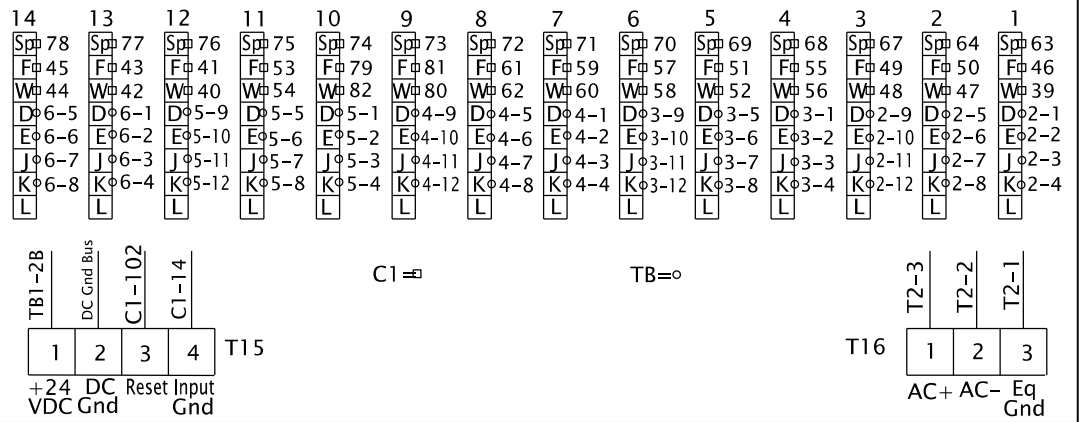 14 13 12 11 10 9 8 7 6 5 4 3 2 1
Sp 78 Sp 77 Sp 76 Sp 75 Sp 74 Sp 73 Sp 72 Sp 71 Sp 70 Sp 69 Sp 68 Sp 67 Sp 64 Sp 63
F 45 F 43 F 41 F 53 F 79 F 81 F 61 F 59 F 57 F 51 F 55 F 49 F 50 F 46
W 44 W 42 W 40 W 54 W 82 W 80 W 62 W 60 W 58 W 52 W 56 W 48 W 47 W 39
D 6-5 D 6-1 D 5-9 D 5-5 D 5-1 D 4-9 D 4-5 D 4-1 D 3-9 D 3-5 D 3-1 D 2-9 D 2-5 D 2-1
E 6-6 E 6-2 E 5-10 E 5-6 E 5-2 E 4-10 E 4-6 E 4-2 E 3-10 E 3-6 E 3-2 E 2-10 E 2-6 E 2-2
J 6-7 J 6-3 J 5-11 J 5-7 J 5-3 J 4-11 J 4-7 J 4-3 J 3-11 J 3-7 J 3-3 J 2-11 J 2-7 J 2-3
K 6-8 K 6-4 K 5-12 K 5-8 K 5-4 K 4-12 K 4-8 K 4-4 K 3-12 K 3-8 K 3-4 K 2-12 K 2-8 K 2-4
L L L L L L L L L L L L L L
TB1-2B
DC Gnd Bus
C1-102
C1-14
C1=
TB=
T2-3
T2-2
T2-1
1 2 3 4 T15
+24 DC Reset Input
VDC Gnd Gnd
T16 1 2 3
AC+ AC- Eq
Gnd